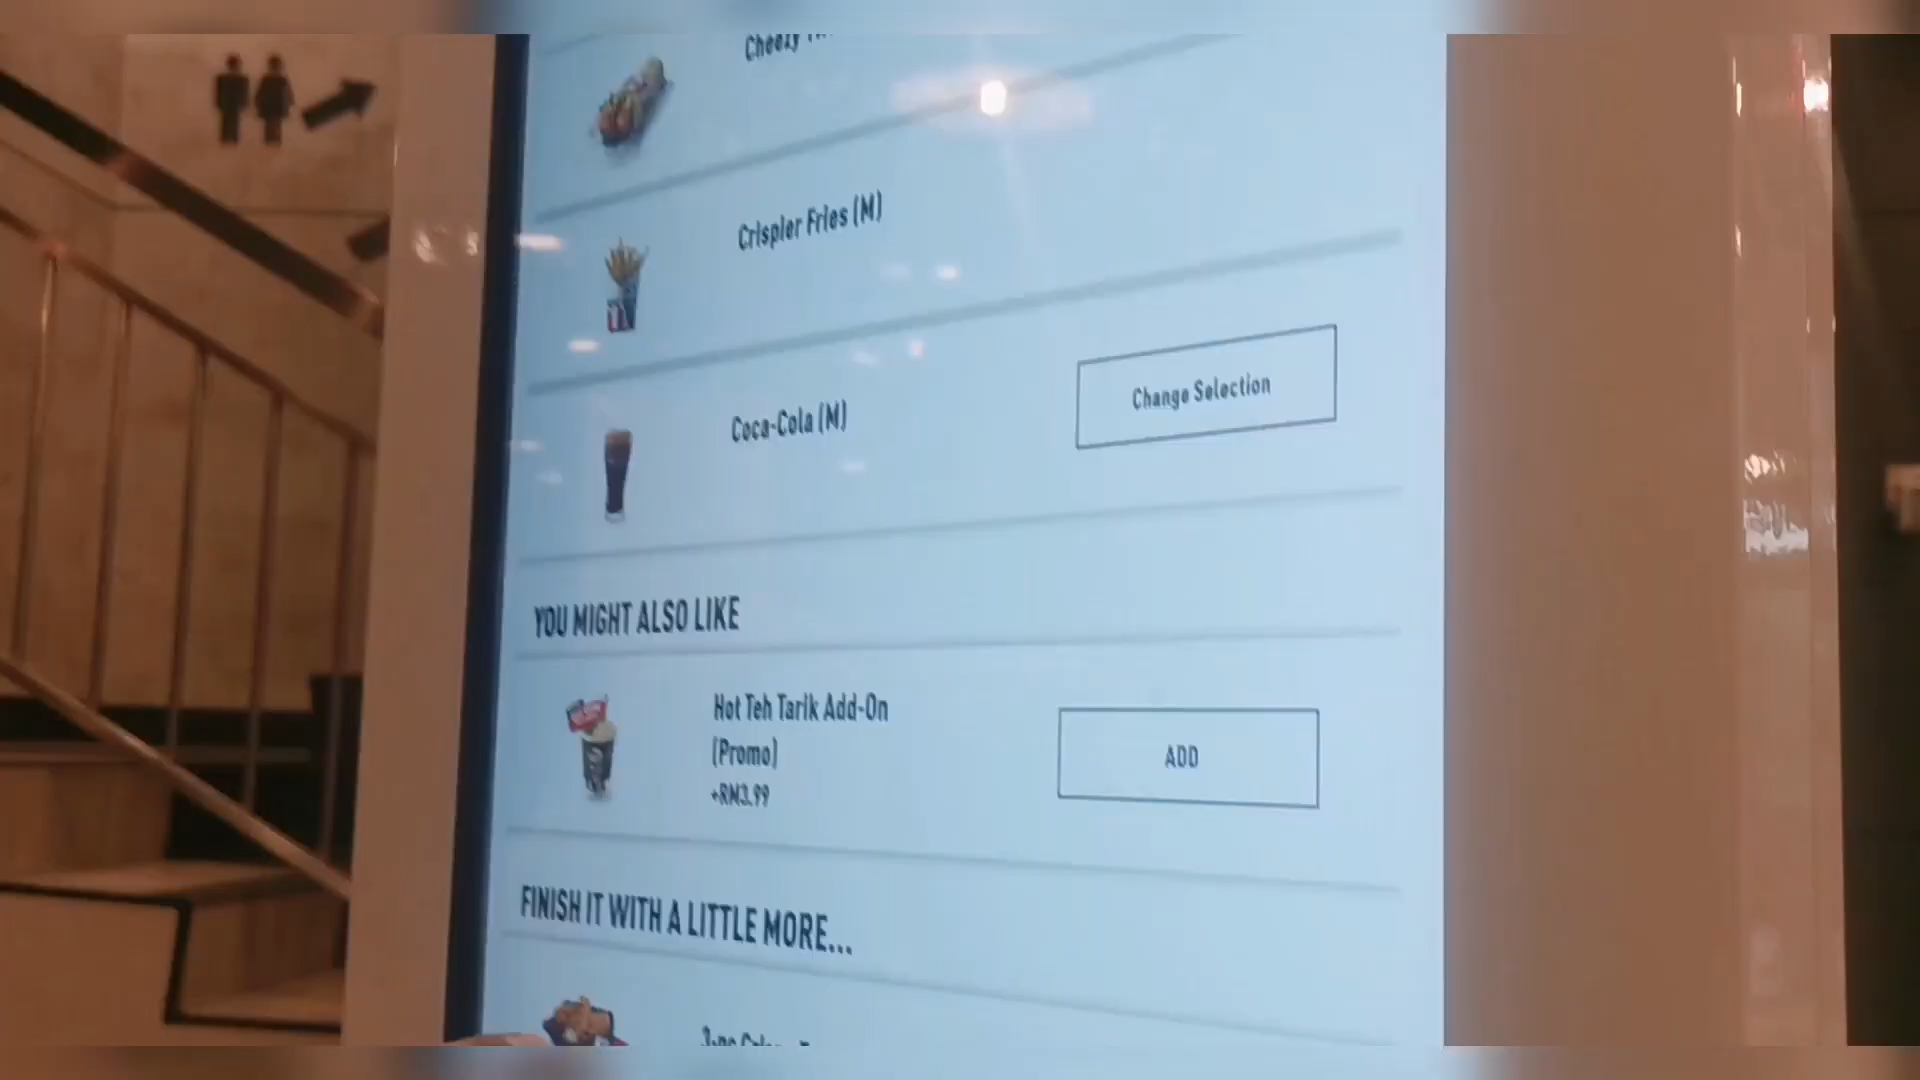 Cheezy
Crispier Fries (M)
Coca-Cola (M)
Change Selection
YOU MIGHT ALSO LIKE
Hot Teh Tarik Add-On
(Promo)
+RM3.99
ADD
FINISH IT WITH A LITTLE MORE...